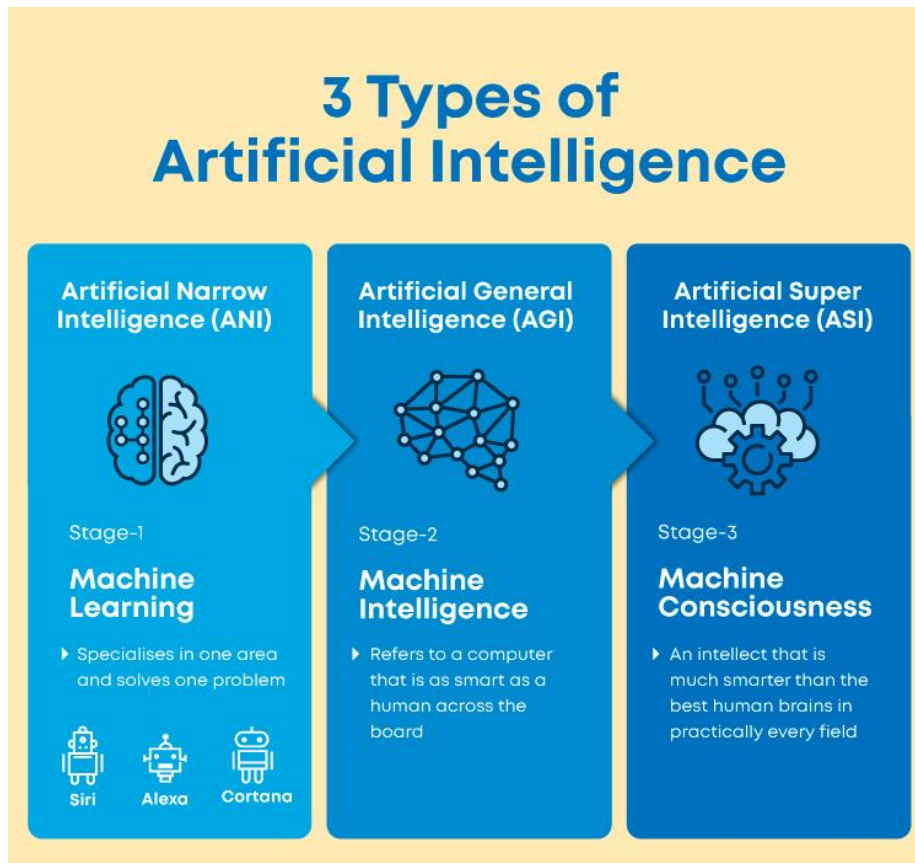 3 Types of
Artificial Intelligence
Artificial Narrow
Intelligence (ANI)
Stage-1
Machine
Learning
Specialises in one area
and solves one problem
Siri
Alexa
Cortana
Artificial General
Intelligence (AGI)
Stage-2
Machine
Intelligence
Refers to a computer
that is as smart as a
human across the
board
Artificial Super
Intelligence (ASI)
Stage-3
Machine
Consciousness
An intellect that is
much smarter than the
best human brains in
practically every field